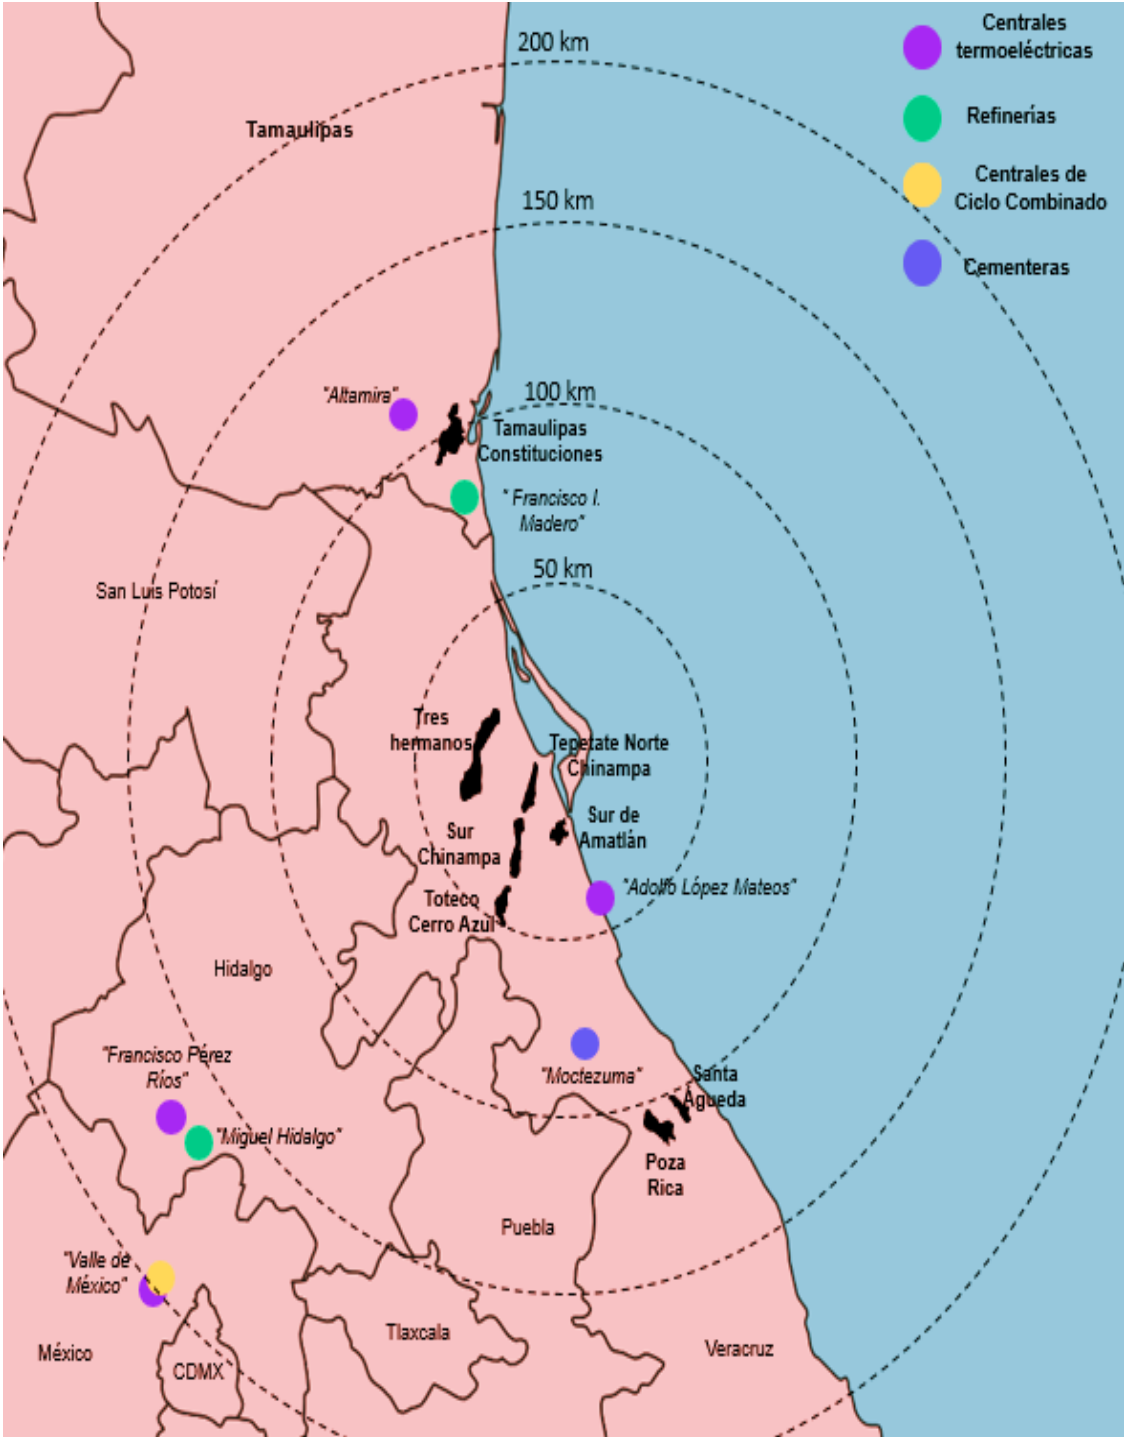 200 km
Centrales
termoeléctricas
Tamaulipas
Refinerías
150 km
Centrales de
Ciclo Combinado
Cementeras
"Altamira"
100 km
Tamaulipas
Constituciones
" Francisco I.
Madero"
50 km
San Luis Potosí
Tres
hermanos
Tepetate Norte
Chinampa
Sur de
Amatlán
Sur
Chinampa
"Adolfo López Mateos"
Toteco
Cerro Azul
Hidalgo
"Francisco Pérez
Ríos"
"Moctezuma"
Santa
Águeda
"Miguel Hidalgo"
Poza
Rica
Puebla
"Valle de
México"
Tlaxcala
Veracruz
México
CDMX